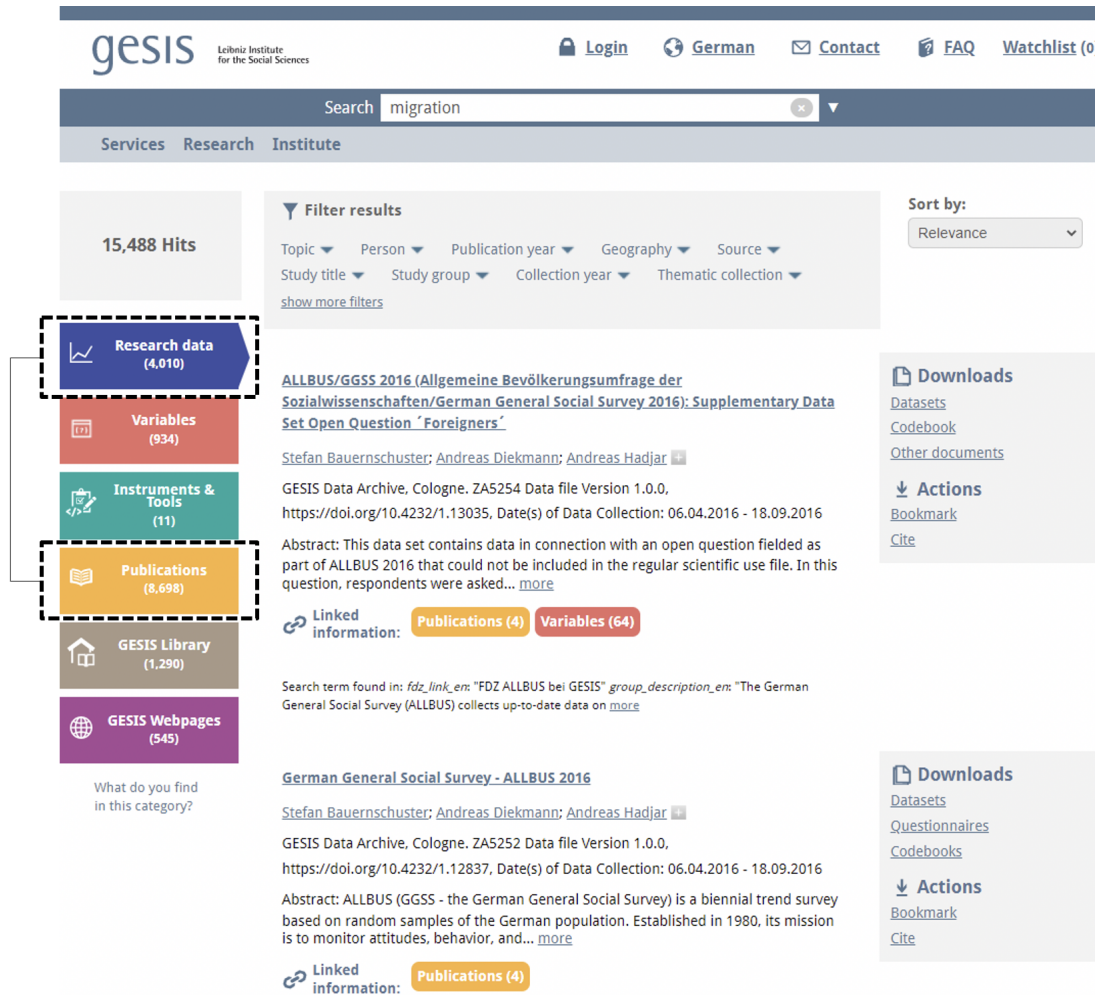 gesis Leibniz Institute
for the Social Sciences
Login German Contact FAQ Watchlist (0
Search migration
Services Research Institute
15,488 Hits
Filter results
Topic Person Publication year Geography Source
Study title Study group Collection year Thematic collection
show more filters
Sort by:
Relevance
Research data
(4,010)
Variables
(934)
Instruments &
Tools
(11)
Publications
(8,698)
GESIS Library
(1,290)
GESIS Webpages
(545)
What do you find
in this category?
ALLBUS/GGSS 2016 (Allgemeine Bevölkerungsumfrage der
Sozialwissenschaften/German General Social Survey 2016): Supplementary Data
Set Open Question ´Foreigners´
Stefan Bauernschuster; Andreas Diekmann; Andreas Hadjar +
GESIS Data Archive, Cologne. ZA5254 Data file Version 1.0.0,
https://doi.org/10.4232/1.13035, Date(s) of Data Collection: 06.04.2016 - 18.09.2016
Abstract: This data set contains data in connection with an open question fielded as
part of ALLBUS 2016 that could not be included in the regular scientific use file. In this
question, respondents were asked... more
Linked
information: Publications (4) Variables (64)
Search term found in: fdz_link_en: "FDZ ALLBUS bei GESIS" group_description_en: "The German
General Social Survey (ALLBUS) collects up-to-date data on more
Downloads
Datasets
Codebook
Other documents
Actions
Bookmark
Cite
German General Social Survey - ALLBUS 2016
Stefan Bauernschuster; Andreas Diekmann; Andreas Hadjar +
GESIS Data Archive, Cologne. ZA5252 Data file Version 1.0.0,
https://doi.org/10.4232/1.12837, Date(s) of Data Collection: 06.04.2016 - 18.09.2016
Abstract: ALLBUS (GGSS - the German General Social Survey) is a biennial trend survey
based on random samples of the German population. Established in 1980, its mission
is to monitor attitudes, behavior, and... more
Linked
information: Publications (4)
Downloads
Datasets
Questionnaires
Codebooks
Actions
Bookmark
Cite